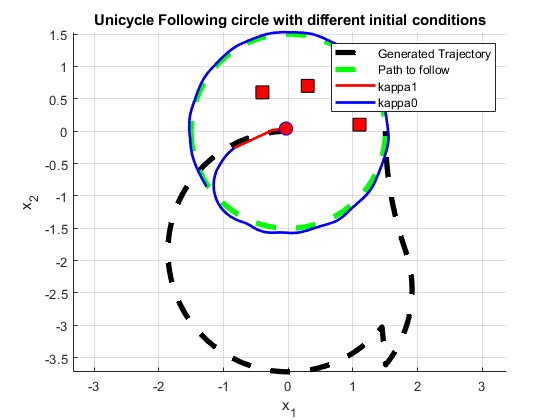 Unicycle Following circle with different initial conditions
Generated Trajectory
Path to follow
kappa1
kappa0
1.5
1
0.5
0
-0.5
-1
-1.5
-2
-2.5
-3
-3.5
x2
-3 -2 -1 0 1 2 3
x1